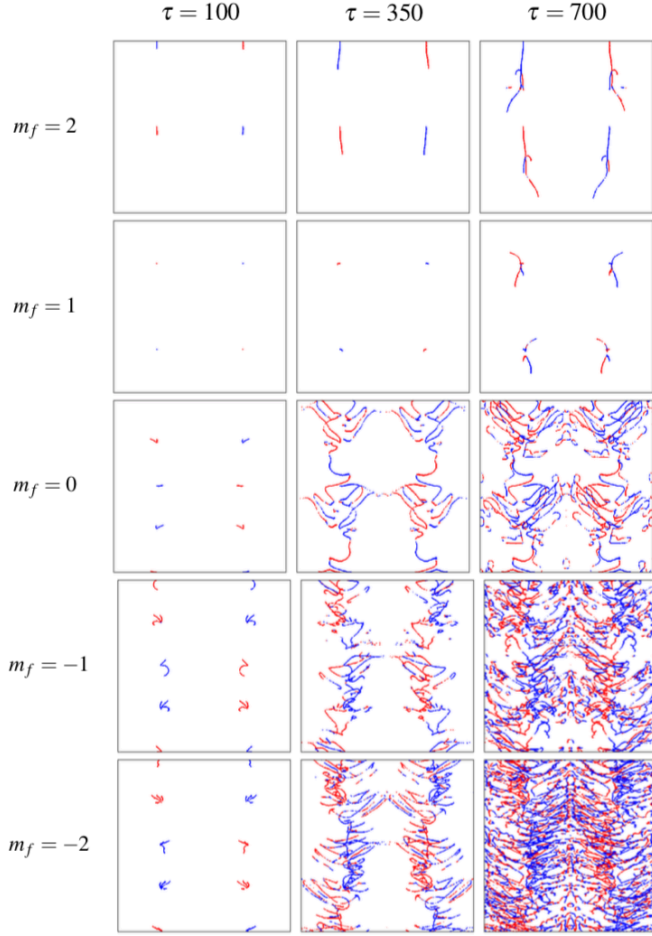 τ = 100 τ = 350 τ = 700
m_f = 2
m_f = 1
m_f = 0
m_f = −1
m_f = −2